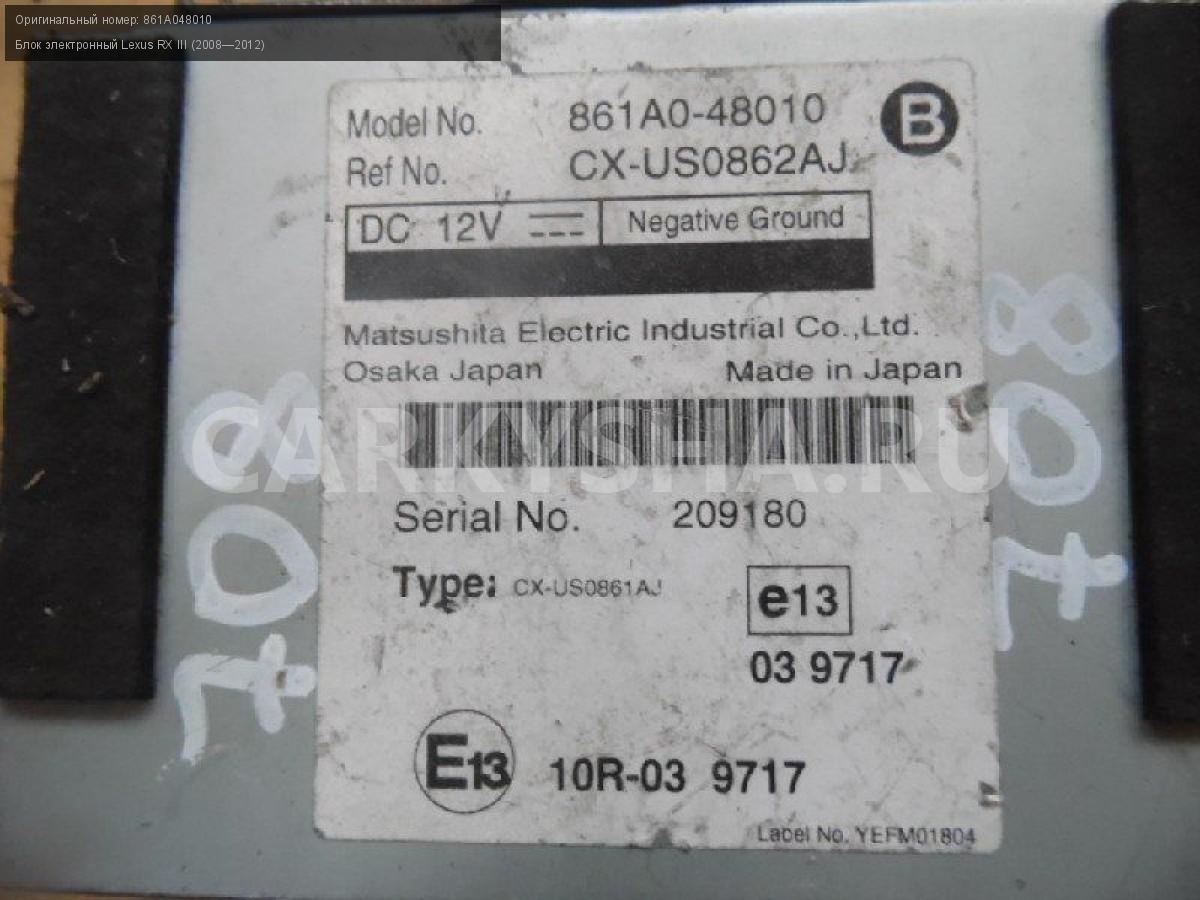 Оригинальный номер: 861A048010
Блок электронный Lexus RX III (2008—2012)
Model No. 861A0-48010 B
Ref No. CX-US0862AJ
DC 12V Negative Ground
Matsushita Electric Industrial Co.,Ltd.
Osaka Japan Made in Japan
CARKYSHA.RU
Serial No. 209180
Type: CX-US0861AJ e13
03 9717
E13 10R-03 9717
Label No. YEFM01804
708
708